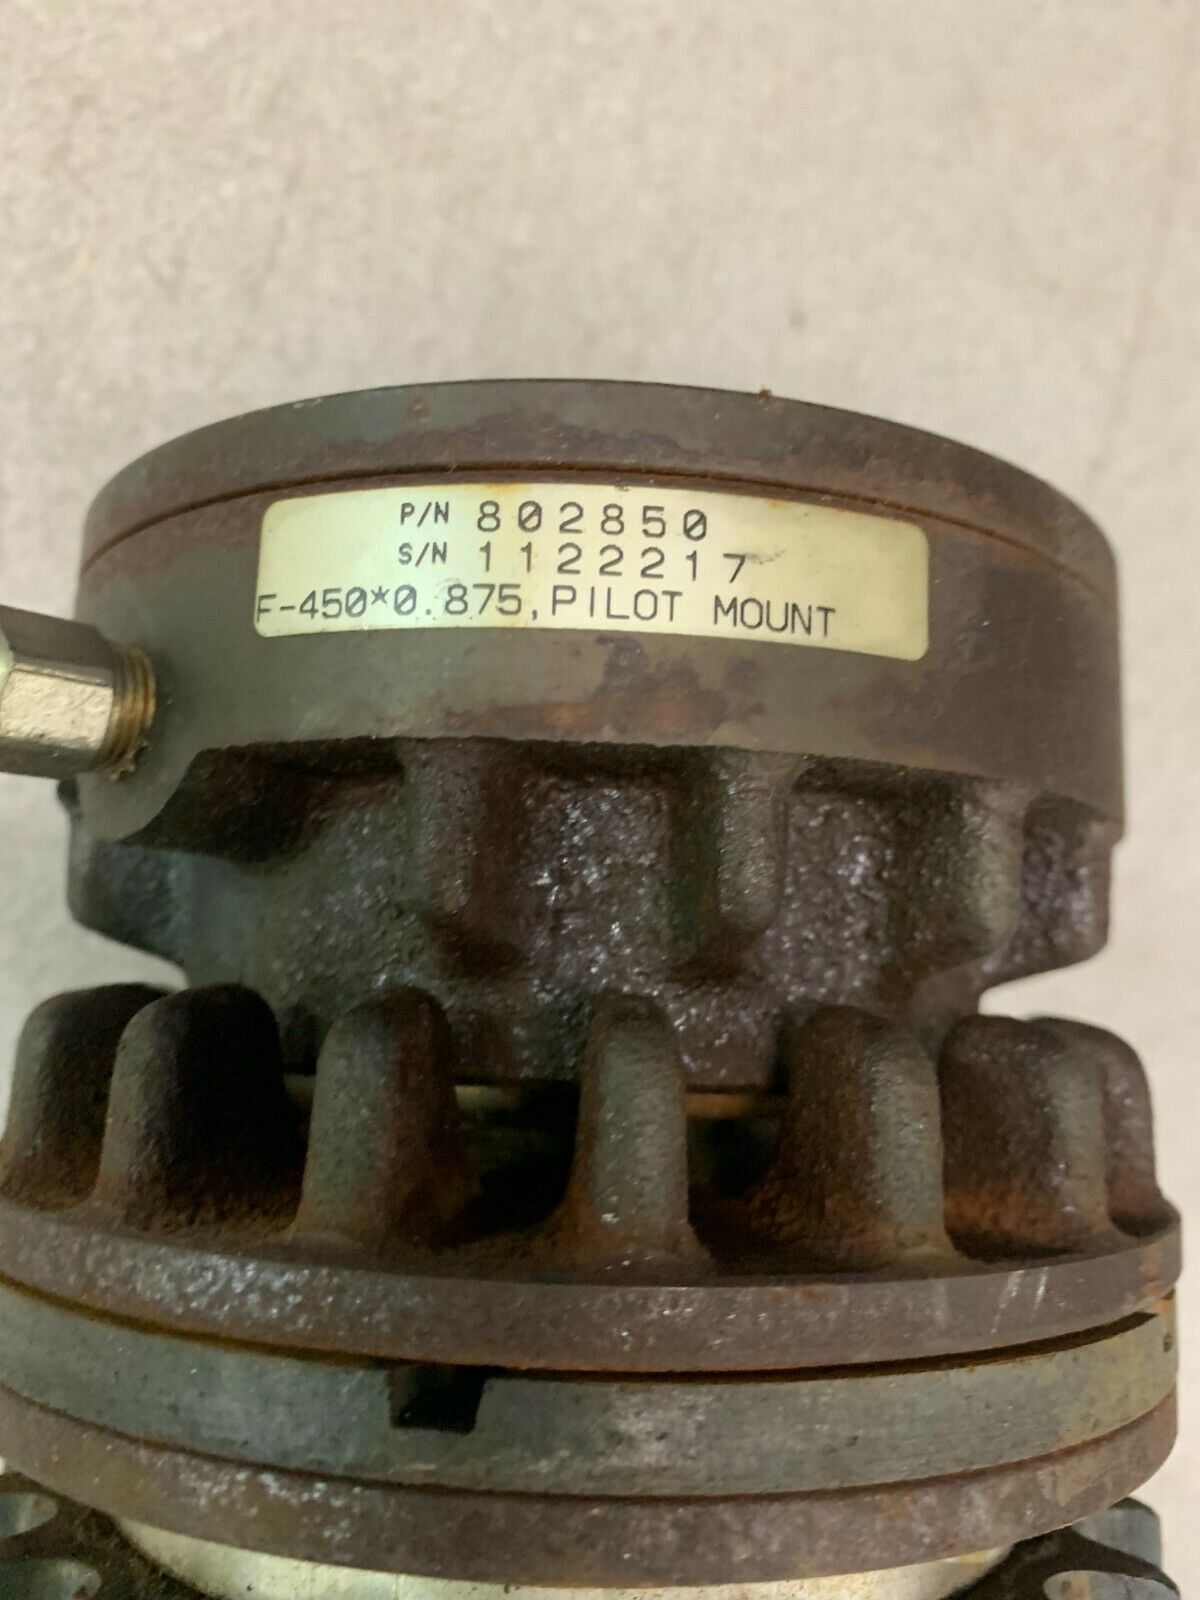 P/N 802850
S/N 1122217
F-450*0.875,PILOT MOUNT